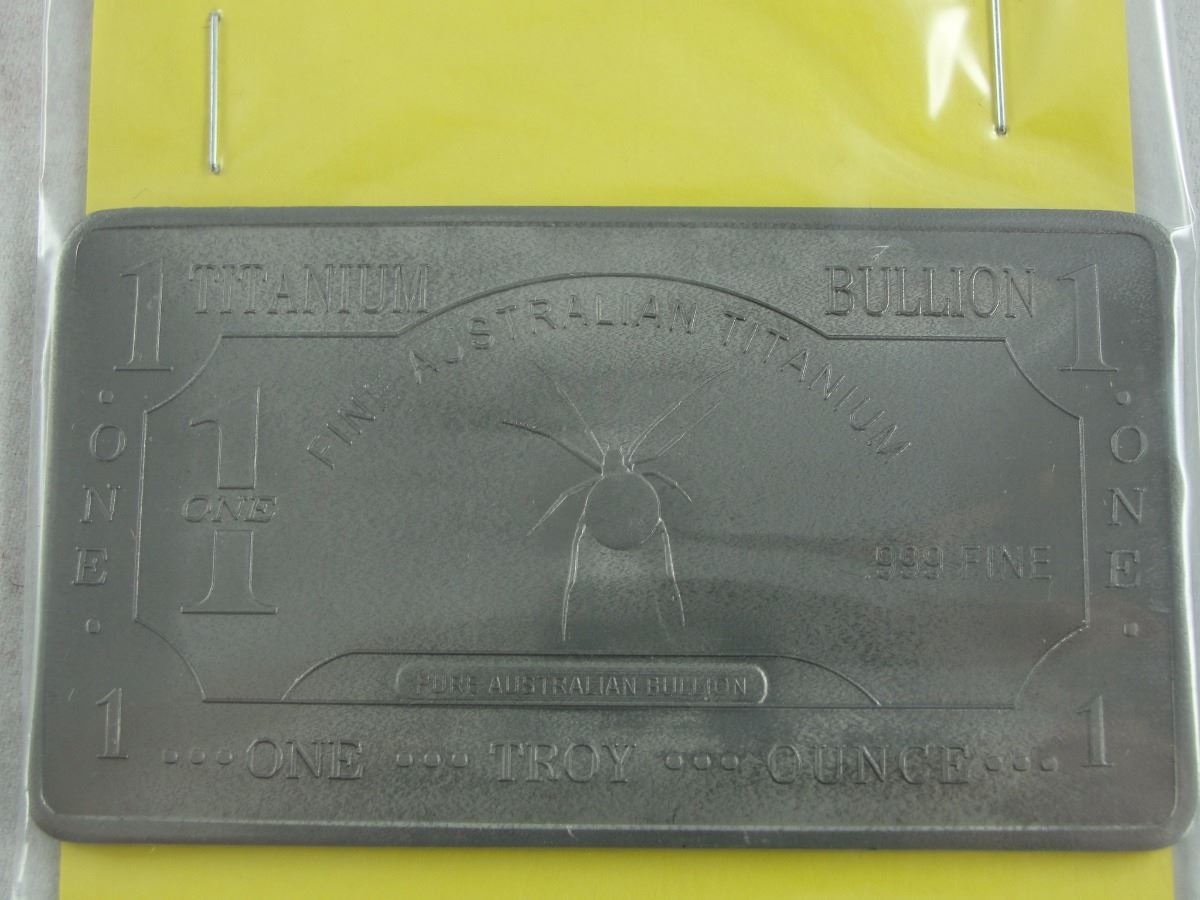 1 TITANIUM BULLION 1
FINE AUSTRALIAN TITANIUM
1
ONE
1
.999 FINE
·ONE·
·ONE·
PURE AUSTRALIAN BULLION
1 ···ONE ··· TROY ··· OUNCE··· 1